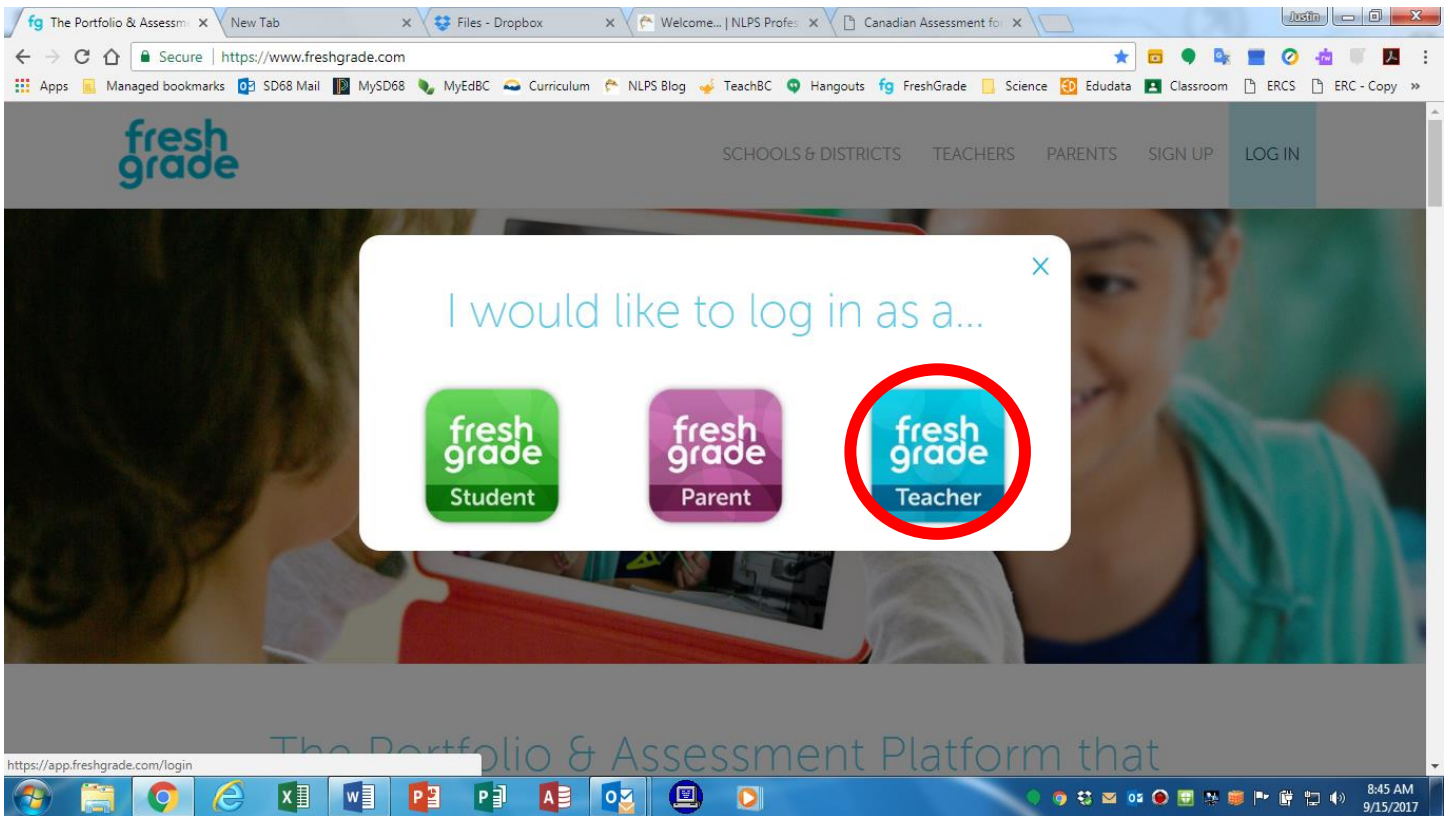 fg The Portfolio & Assessm
New Tab
Files - Dropbox
Welcome... | NLPS Profes
Canadian Assessment for
Justin
Secure | https://www.freshgrade.com
Apps Managed bookmarks SD68 Mail MySD68 MyEdBC Curriculum NLPS Blog TeachBC Hangouts fg FreshGrade Science Edudata Classroom ERCS ERC - Copy »
fresh
grade
SCHOOLS & DISTRICTS TEACHERS PARENTS SIGN UP LOG IN
X
I would like to log in as a...
fresh
grade
Student
fresh
grade
Parent
fresh
grade
Teacher
The Portfolio & Assessment Platform that
https://app.freshgrade.com/login
8:45 AM
9/15/2017